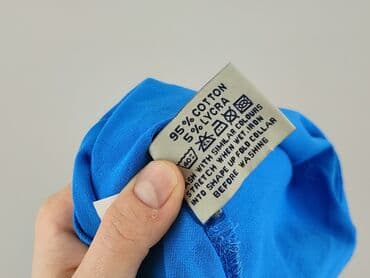 95% COTTON
5% LYCRA
40°
WASH WITH SIMILAR COLOURS
STRETCH WHEN WET. IRON
INTO SHAPE UP FOLD COLLAR
BEFORE WASHING